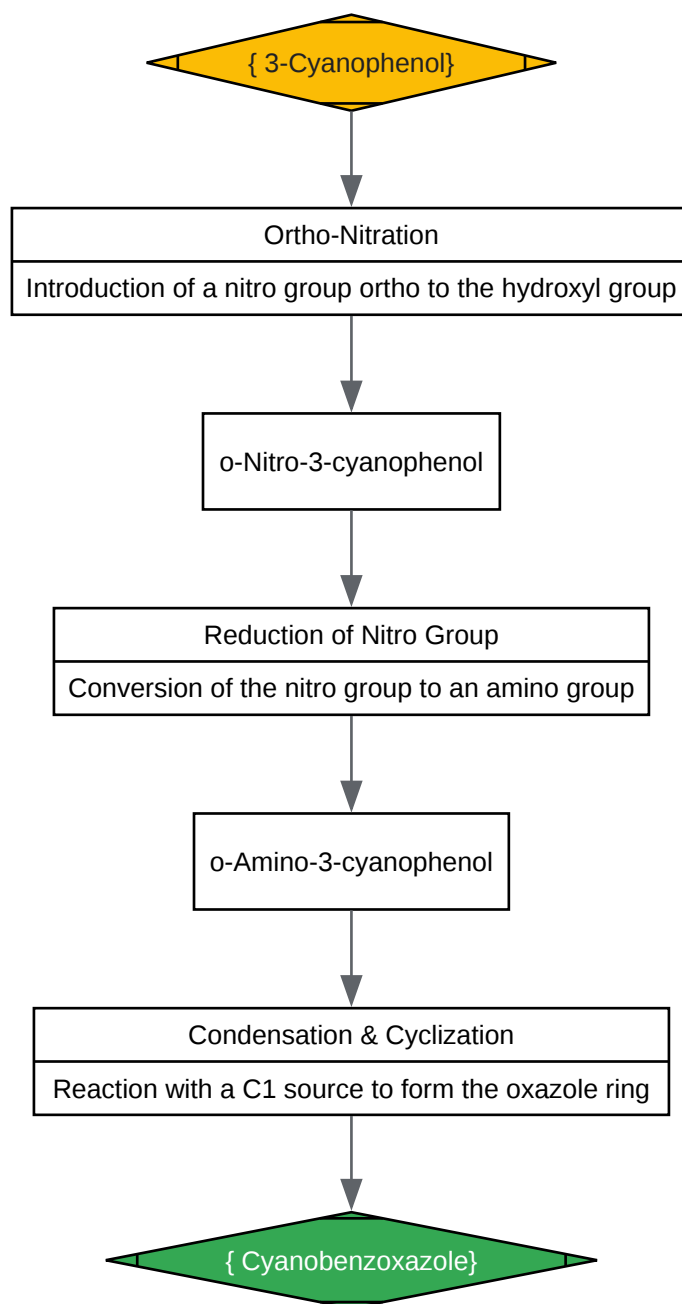 { 3-Cyanophenol}
Ortho-Nitration
Introduction of a nitro group ortho to the hydroxyl group
o-Nitro-3-cyanophenol
Reduction of Nitro Group
Conversion of the nitro group to an amino group
o-Amino-3-cyanophenol
Condensation & Cyclization
Reaction with a C1 source to form the oxazole ring
{ Cyanobenzoxazole}